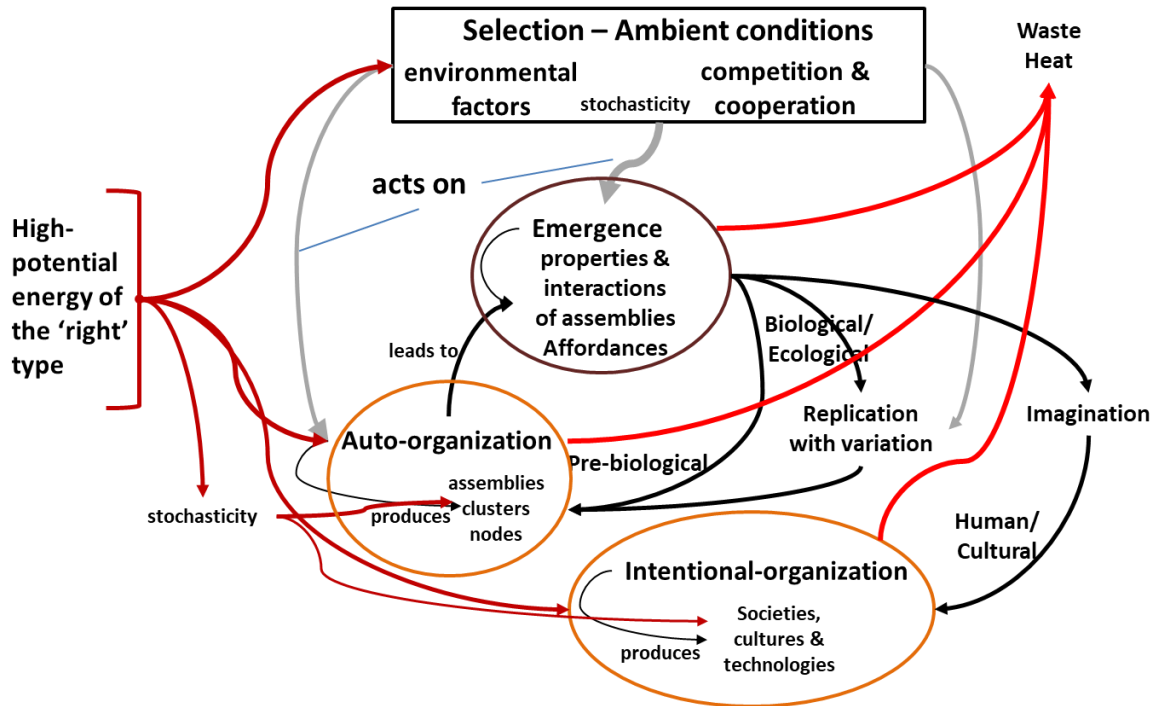 Selection – Ambient conditions
environmental
factors
stochasticity
competition &
cooperation
Waste
Heat
acts on
High-
potential
energy of
the ‘right’
type
Emergence
properties &
interactions
of assemblies
Affordances
leads to
Biological/
Ecological
Replication
with variation
Imagination
Auto-organization
Pre-biological
assemblies
clusters
nodes
produces
stochasticity
Human/
Cultural
Intentional-organization
Societies,
cultures &
technologies
produces